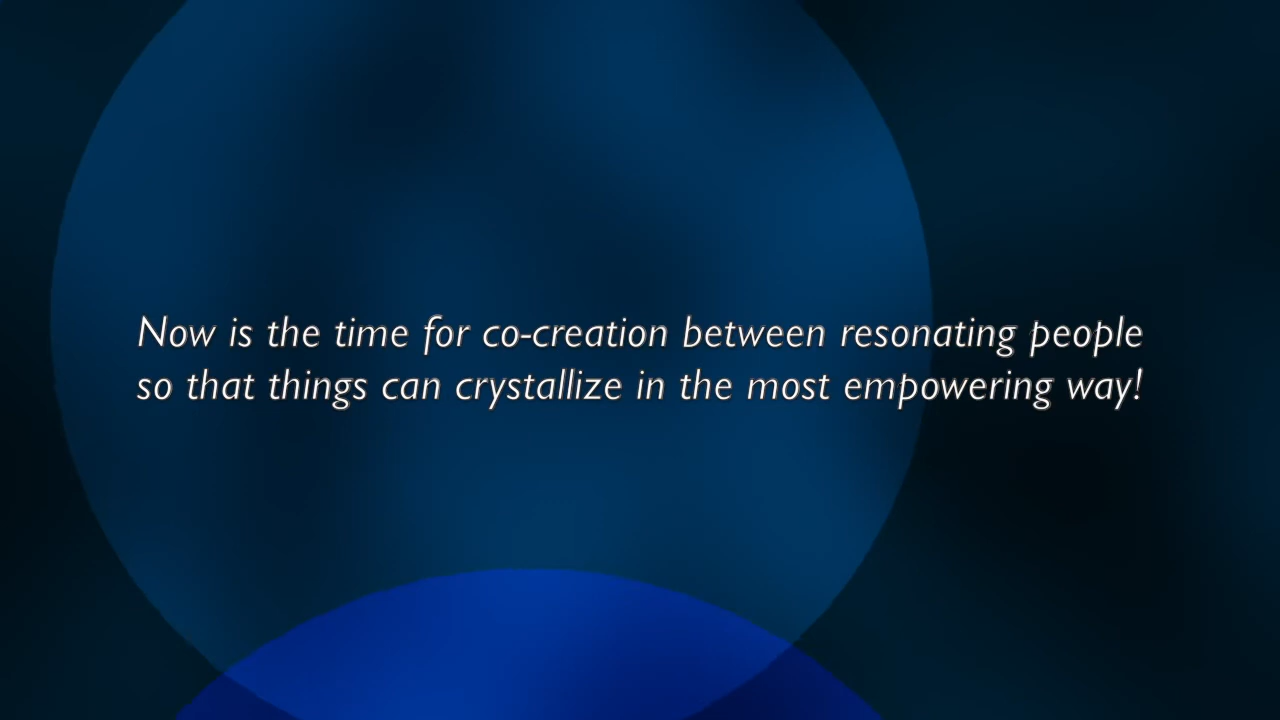 Now is the time for co-creation between resonating people
so that things can crystallize in the most empowering way!